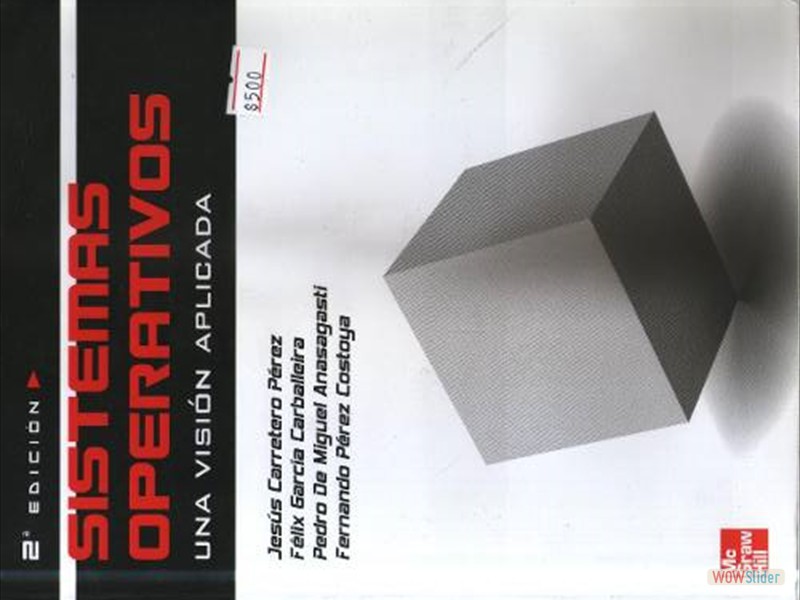 2ª EDICIÓN
SISTEMAS
OPERATIVOS
UNA VISIÓN APLICADA
$500
Jesús Carretero Pérez
Félix García Carballeira
Pedro De Miguel Anasagasti
Fernando Pérez Costoya
Mc
Graw
Hill
WOWSlider